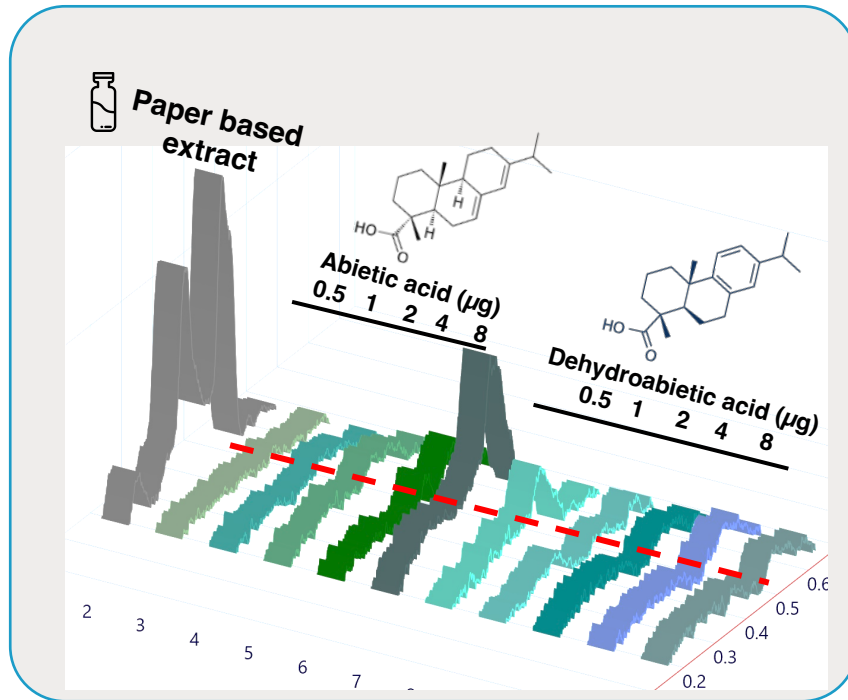 Paper based
extract
H
H
HO
O
Abietic acid (µg)
0.5 1 2 4 8
HO
O
Dehydroabietic acid (µg)
0.5 1 2 4 8
0.6
0.5
0.4
0.3
0.2
2 3 4 5 6 7